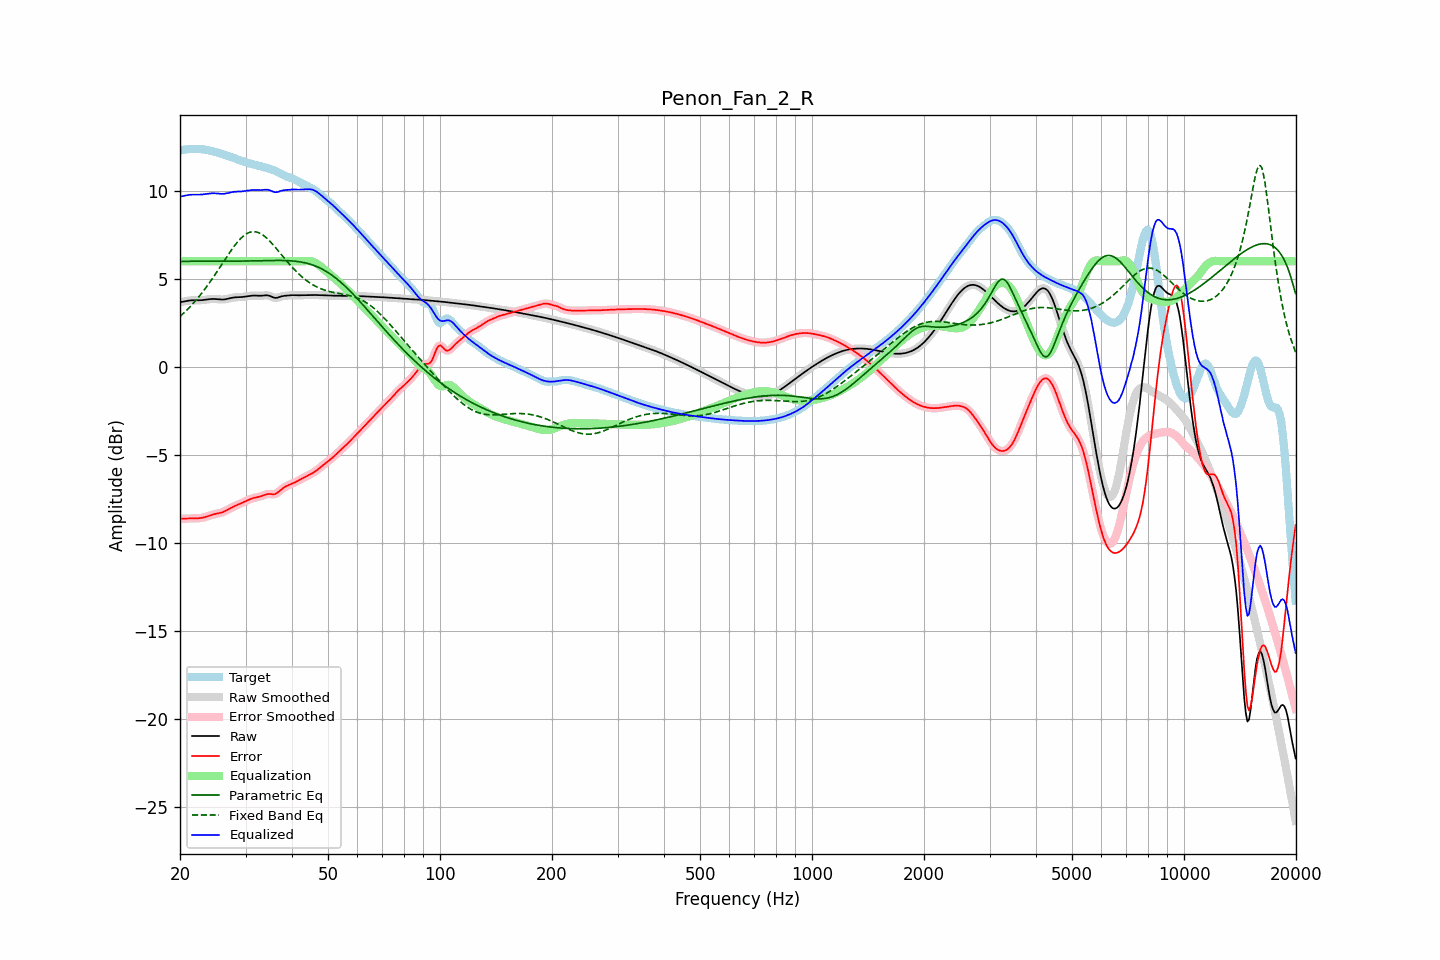 Penon_Fan_2_R
Amplitude (dBr)
10
5
0
−5
−10
−15
−20
−25
Target
Raw Smoothed
Error Smoothed
Raw
Error
Equalization
Parametric Eq
Fixed Band Eq
Equalized
20 50 100 200 500 1000 2000 5000 10000 20000
Frequency (Hz)